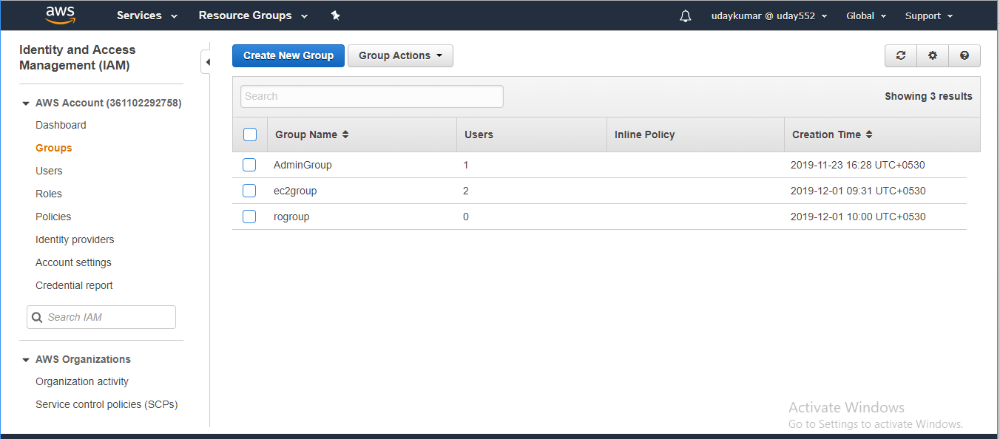 aws Services Resource Groups udaykumar @ uday552 Global Support
Identity and Access
Management (IAM)
AWS Account (361102292758)
Dashboard
Groups
Users
Roles
Policies
Identity providers
Account settings
Credential report
Search IAM
AWS Organizations
Organization activity
Service control policies (SCPs)
Create New Group Group Actions
Search Showing 3 results
Group Name Users Inline Policy Creation Time
AdminGroup 1 2019-11-23 16:28 UTC+0530
ec2group 2 2019-12-01 09:31 UTC+0530
rogroup 0 2019-12-01 10:00 UTC+0530
Activate Windows
Go to Settings to activate Windows.